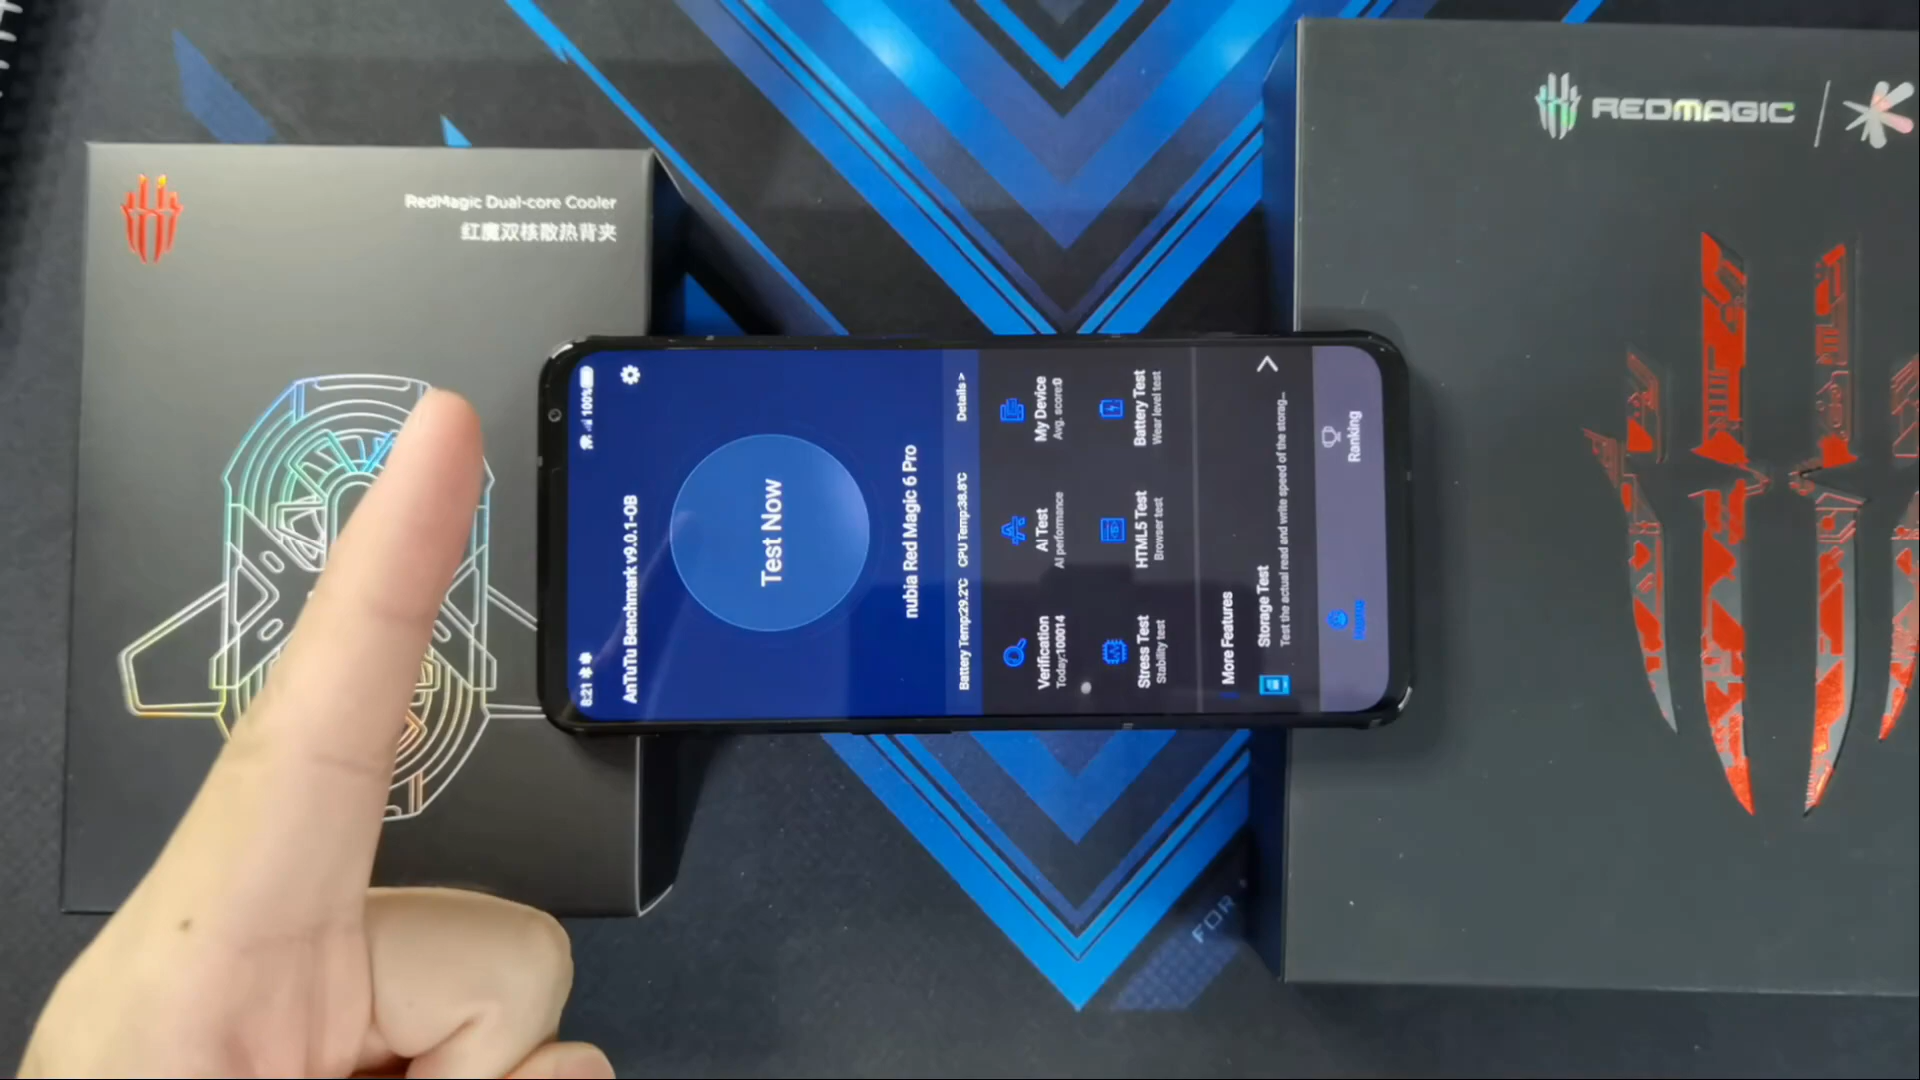 RedMagic Dual-core Cooler
红魔双核散热背夹
REDMAGIC
8:21
100%
AnTuTu Benchmark v9.0.1-OB
Test Now
nubia Red Magic 6 Pro
Battery Temp:29.2℃ CPU Temp:38.8℃ Details >
Verification
Today:100014
AI Test
AI performance
My Device
Avg. score:0
Stress Test
Stability test
HTML5 Test
Browser test
Battery Test
Wear level test
More Features
Storage Test
Test the actual read and write speed of the storag...
Ranking
FOR